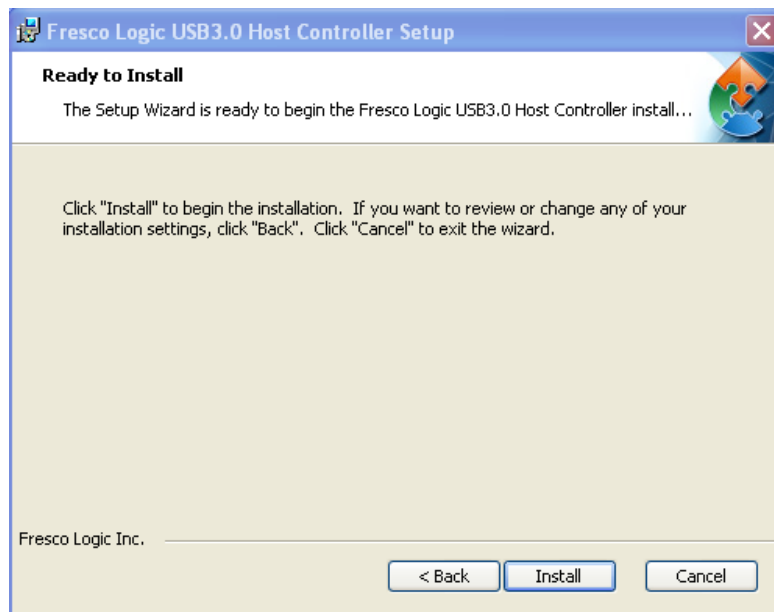 Fresco Logic USB3.0 Host Controller Setup
Ready to Install
The Setup Wizard is ready to begin the Fresco Logic USB3.0 Host Controller install...
Click "Install" to begin the installation.  If you want to review or change any of your
installation settings, click "Back".  Click "Cancel" to exit the wizard.
Fresco Logic Inc.
< Back Install Cancel